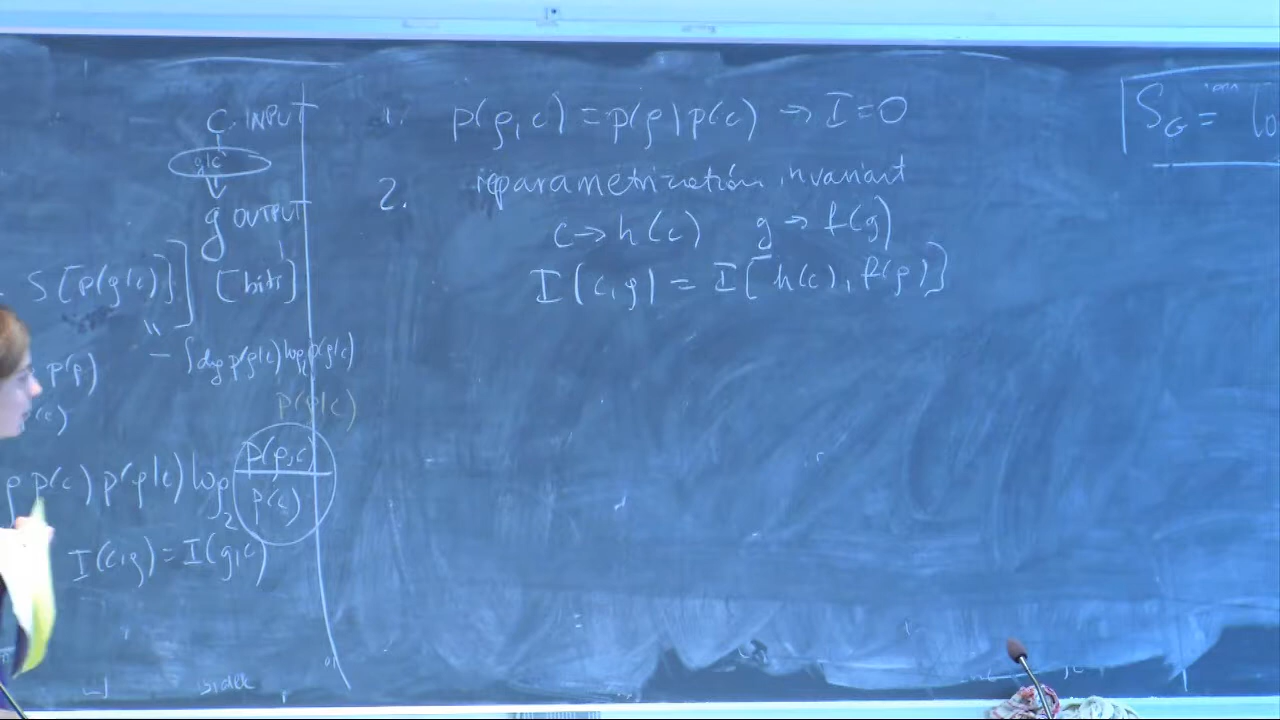 C INPUT
g|c
g OUTPUT
S[p(g|c)]] [bits]
"
- ∫dg p(g|c) log₂ p(g|c)
p(g)
(c)
p(g|c)
p(c) p(g|c) log₂ p(g,c) / p(c)
I(c,g) = I(g,c)
1. p(g,c) = p(g) p(c) → I=0
2. reparametrization invariant
c → h(c) g → f(g)
I(c,g) = I[h(c), f(g)]
S_G =